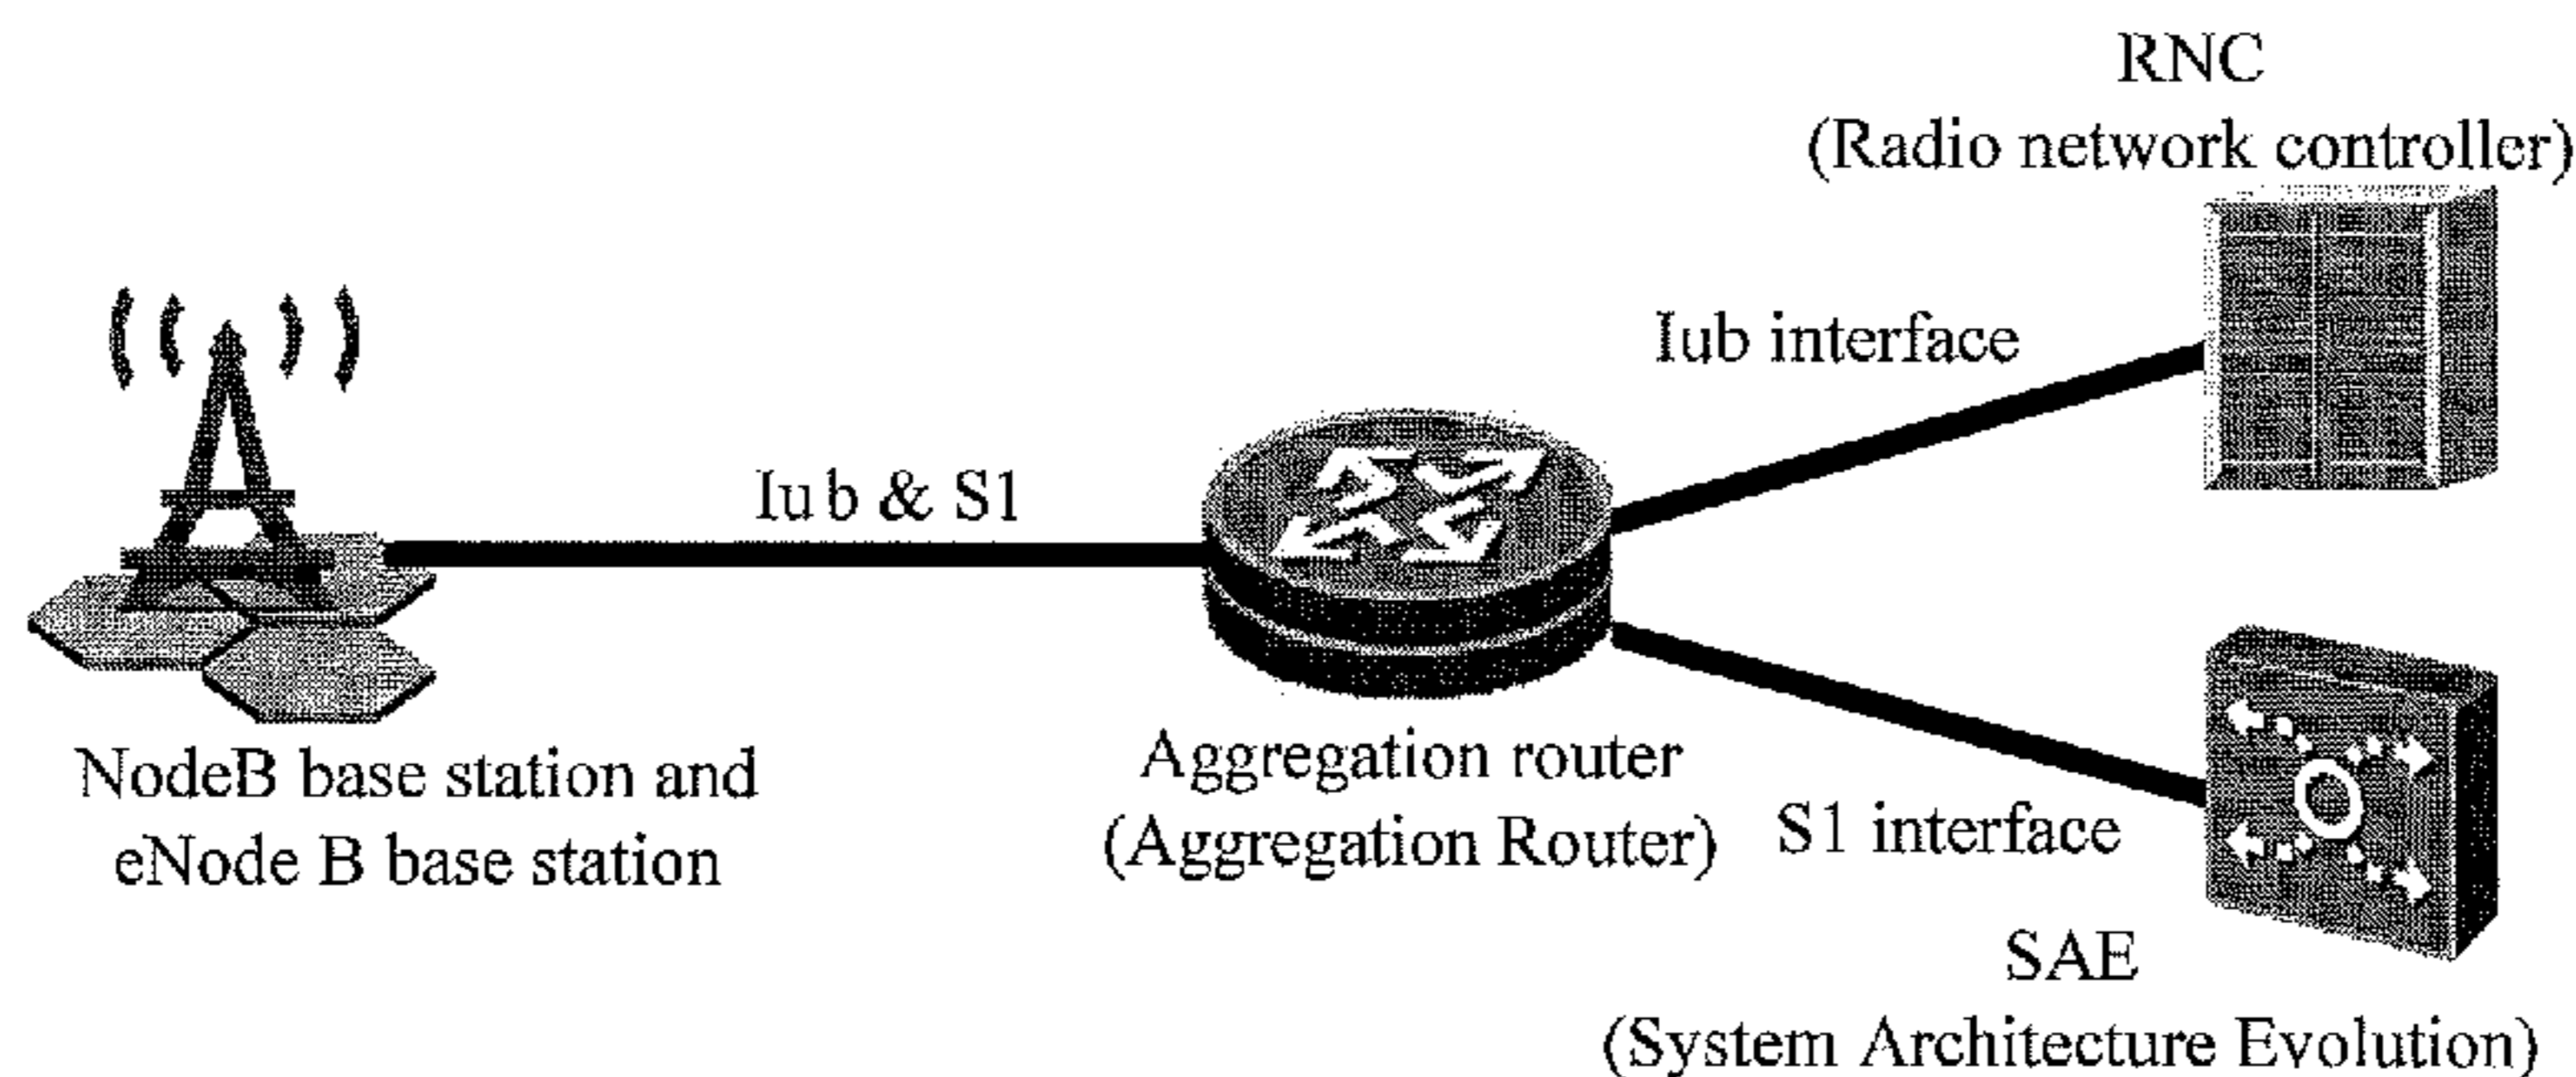 RNC
(Radio network controller)
Iub interface
Iub & S1
NodeB base station and
eNode B base station
Aggregation router
(Aggregation Router)
S1 interface
SAE
(System Architecture Evolution)